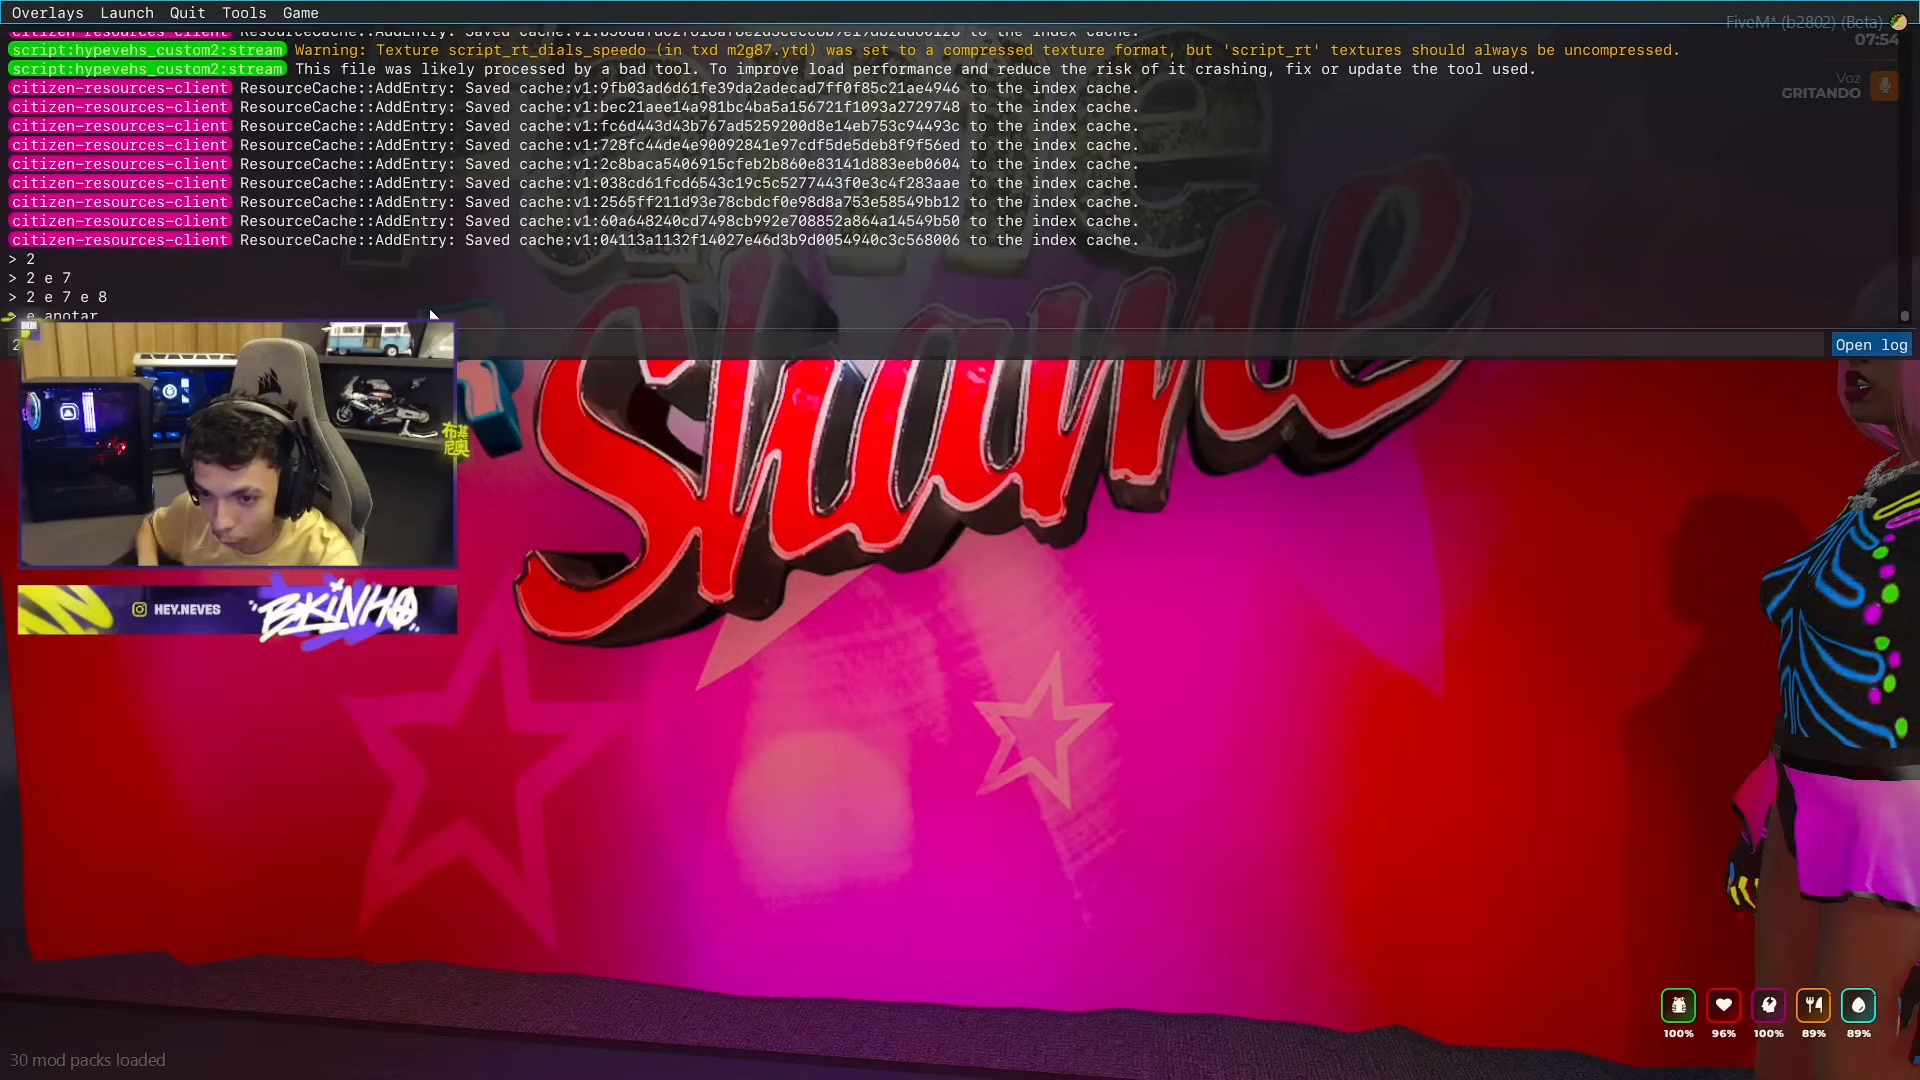 Overlays Launch Quit Tools Game
FiveM* (b2802) (Beta)
07:54
script:hypevehs_custom2:stream Warning: Texture script_rt_dials_speedo (in txd m2g87.ytd) was set to a compressed texture format, but 'script_rt' textures should always be uncompressed.
script:hypevehs_custom2:stream This file was likely processed by a bad tool. To improve load performance and reduce the risk of it crashing, fix or update the tool used.
Voz
GRITANDO
citizen-resources-client ResourceCache::AddEntry: Saved cache:v1:9fb03ad6d61fe39da2adecad7ff0f85c21ae4946 to the index cache.
citizen-resources-client ResourceCache::AddEntry: Saved cache:v1:bec21aee14a981bc4ba5a156721f1093a2729748 to the index cache.
citizen-resources-client ResourceCache::AddEntry: Saved cache:v1:fc6d443d43b767ad5259200d8e14eb753c94493c to the index cache.
citizen-resources-client ResourceCache::AddEntry: Saved cache:v1:728fc44de4e90092841e97cdf5de5deb8f9f56ed to the index cache.
citizen-resources-client ResourceCache::AddEntry: Saved cache:v1:2c8baca5406915cfeb2b860e83141d883eeb0604 to the index cache.
citizen-resources-client ResourceCache::AddEntry: Saved cache:v1:038cd61fcd6543c19c5c5277443f0e3c4f283aae to the index cache.
citizen-resources-client ResourceCache::AddEntry: Saved cache:v1:2565ff211d93e78cbdcf0e98d8a753e58549bb12 to the index cache.
citizen-resources-client ResourceCache::AddEntry: Saved cache:v1:60a648240cd7498cb992e708852a864a14549b50 to the index cache.
citizen-resources-client ResourceCache::AddEntry: Saved cache:v1:04113a1132f14027e46d3b9d0054940c3c568006 to the index cache.
> 2
> 2 e 7
> 2 e 7 e 8
> e anotar
2
Open log
Shame
布基
尼奥
HEY.NEVES
BKINHO
100% 96% 100% 89% 89%
30 mod packs loaded